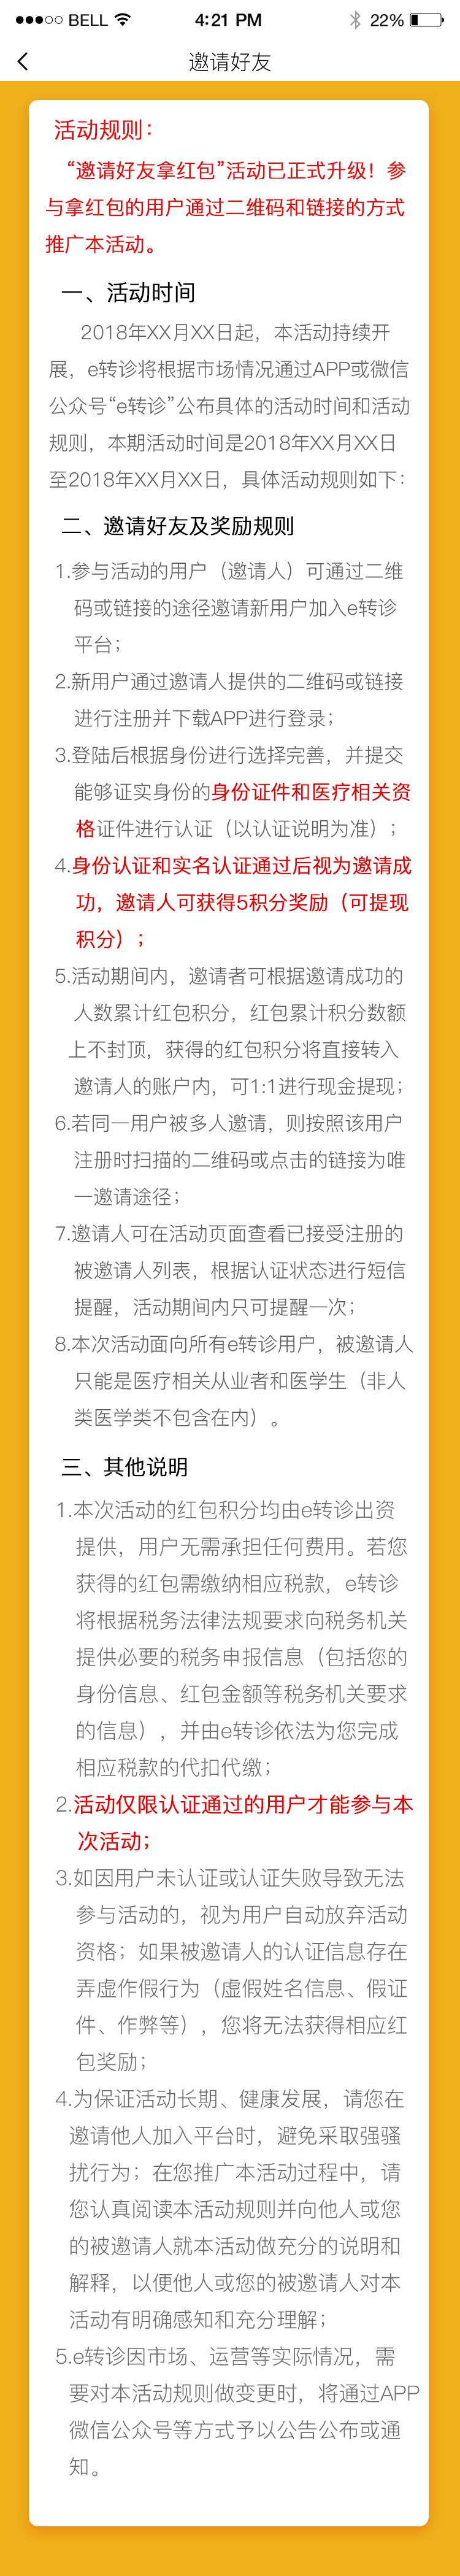 BELL 4:21 PM 22%
邀请好友
活动规则：
“邀请好友拿红包”活动已正式升级！参
与拿红包的用户通过二维码和链接的方式
推广本活动。
一、活动时间
2018年XX月XX日起，本活动持续开
展，e转诊将根据市场情况通过APP或微信
公众号“e转诊”公布具体的活动时间和活动
规则，本期活动时间是2018年XX月XX日
至2018年XX月XX日，具体活动规则如下：
二、邀请好友及奖励规则
1.参与活动的用户（邀请人）可通过二维
码或链接的途径邀请新用户加入e转诊
平台；
2.新用户通过邀请人提供的二维码或链接
进行注册并下载APP进行登录；
3.登陆后根据身份进行选择完善，并提交
能够证实身份的身份证件和医疗相关资
格证件进行认证（以认证说明为准）；
4.身份认证和实名认证通过后视为邀请成
功，邀请人可获得5积分奖励（可提现
积分）；
5.活动期间内，邀请者可根据邀请成功的
人数累计红包积分，红包累计积分数额
上不封顶，获得的红包积分将直接转入
邀请人的账户内，可1:1进行现金提现；
6.若同一用户被多人邀请，则按照该用户
注册时扫描的二维码或点击的链接为唯
一邀请途径；
7.邀请人可在活动页面查看已接受注册的
被邀请人列表，根据认证状态进行短信
提醒，活动期间内只可提醒一次；
8.本次活动面向所有e转诊用户，被邀请人
只能是医疗相关从业者和医学生（非人
类医学类不包含在内）。
三、其他说明
1.本次活动的红包积分均由e转诊出资
提供，用户无需承担任何费用。若您
获得的红包需缴纳相应税款，e转诊
将根据税务法律法规要求向税务机关
提供必要的税务申报信息（包括您的
身份信息、红包金额等税务机关要求
的信息），并由e转诊依法为您完成
相应税款的代扣代缴；
2.活动仅限认证通过的用户才能参与本
次活动；
3.如因用户未认证或认证失败导致无法
参与活动的，视为用户自动放弃活动
资格；如果被邀请人的认证信息存在
弄虚作假行为（虚假姓名信息、假证
件、作弊等），您将无法获得相应红
包奖励；
4.为保证活动长期、健康发展，请您在
邀请他人加入平台时，避免采取强骚
扰行为；在您推广本活动过程中，请
您认真阅读本活动规则并向他人或您
的被邀请人就本活动做充分的说明和
解释，以便他人或您的被邀请人对本
活动有明确感知和充分理解；
5.e转诊因市场、运营等实际情况，需
要对本活动规则做变更时，将通过APP
微信公众号等方式予以公告公布或通
知。